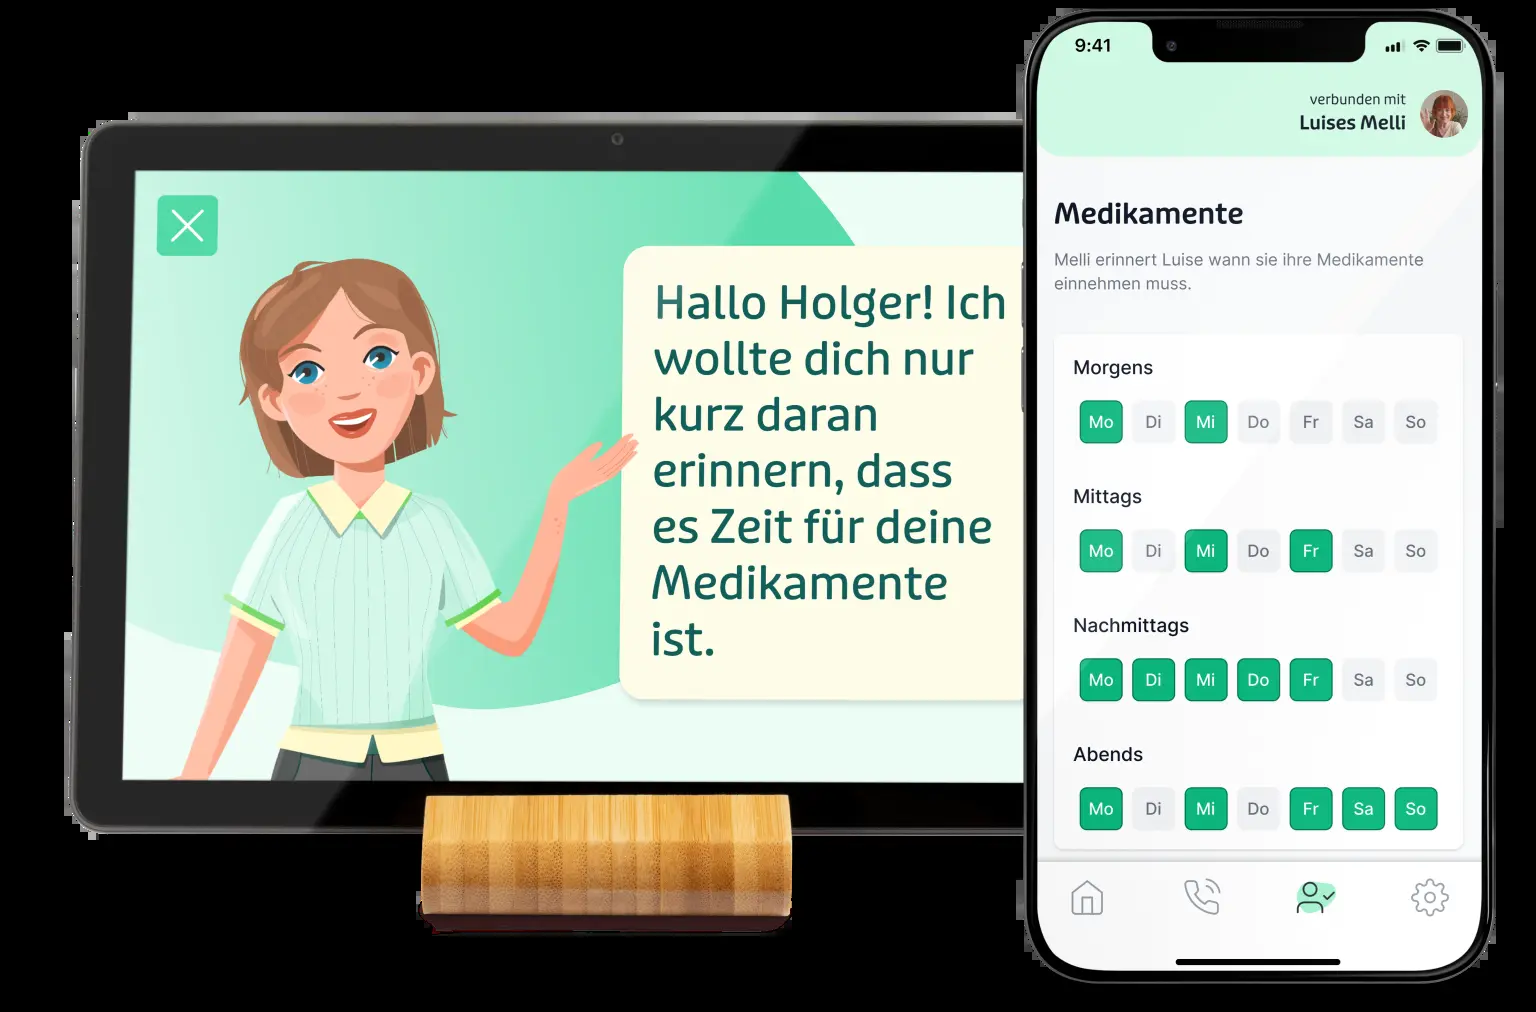 Hallo Holger! Ich
wollte dich nur
kurz daran
erinnern, dass
es Zeit für deine
Medikamente
ist.
9:41
verbunden mit
Luises Melli
Medikamente
Melli erinnert Luise wann sie ihre Medikamente
einnehmen muss.
Morgens
Mo Di Mi Do Fr Sa So
Mittags
Mo Di Mi Do Fr Sa So
Nachmittags
Mo Di Mi Do Fr Sa So
Abends
Mo Di Mi Do Fr Sa So